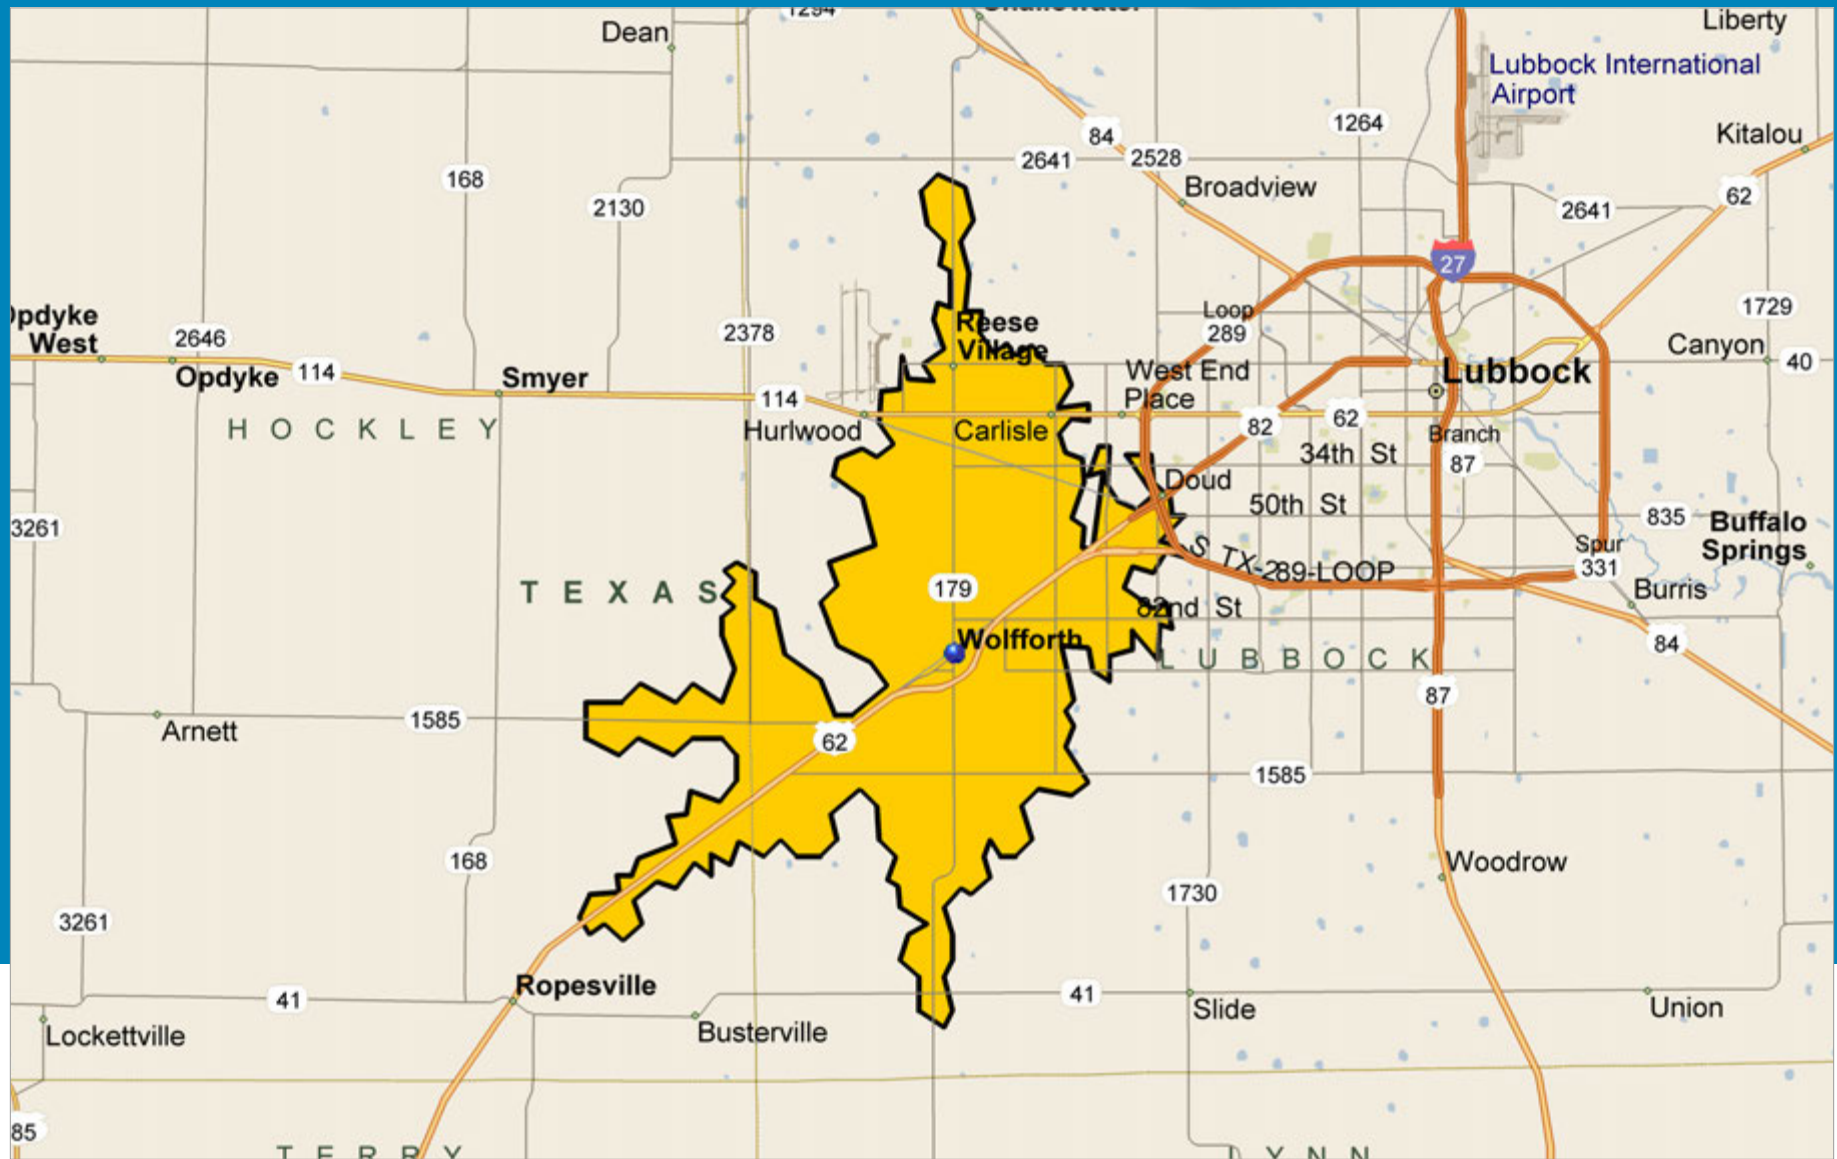 1294
Shallowater
Liberty
Dean
Lubbock International
Airport
84
1264
Kitalou
2641
2528
168
Broadview
62
2130
2641
27
Opdyke
West
2646
2378
Reese
Village
Loop
289
1729
Canyon
40
Opdyke
114
Smyer
114
West End
Place
Lubbock
HOCKLEY
Hurlwood
Carlisle
82
62
Branch
34th St
87
Doud
50th St
3261
835
Buffalo
Springs
S TX-289-LOOP
Spur
331
TEXAS
179
82nd St
Burris
Wolfforth
LUBBOCK
84
87
Arnett
1585
62
1585
168
Woodrow
1730
3261
41
Ropesville
41
Slide
Union
Lockettville
Busterville
85
TERRY
LYNN